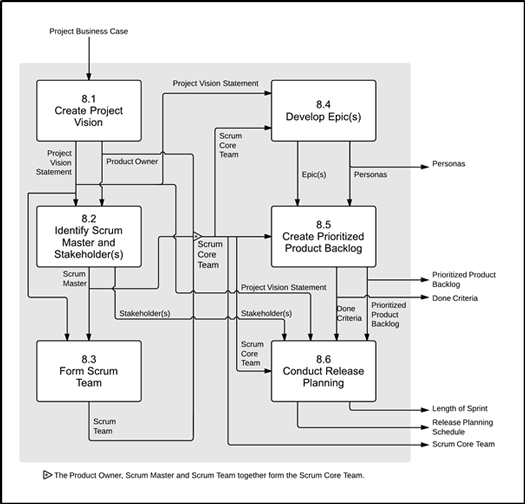 Project Business Case
8.1
Create Project
Vision
Project Vision Statement
8.4
Develop Epic(s)
Project
Vision
Statement
Product Owner
Scrum
Core
Team
Epic(s)
Personas
Personas
8.2
Identify Scrum
Master and
Stakeholder(s)
Scrum
Core
Team
8.5
Create Prioritized
Product Backlog
Scrum
Master
Project Vision Statement
Prioritized Product
Backlog
Done Criteria
Stakeholder(s)
Stakeholder(s)
Done
Criteria
Prioritized
Product
Backlog
8.3
Form Scrum
Team
Scrum
Core
Team
8.6
Conduct Release
Planning
Scrum
Team
Length of Sprint
Release Planning
Schedule
Scrum Core Team
The Product Owner, Scrum Master and Scrum Team together form the Scrum Core Team.